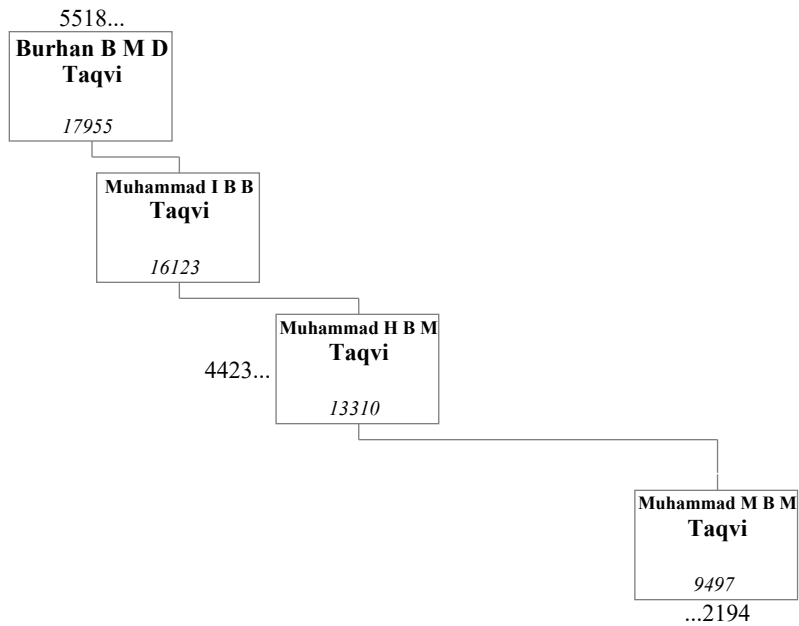 5518...
Burhan B M D
Taqvi
17955
Muhammad I B B
Taqvi
16123
Muhammad H B M
Taqvi
4423...
13310
Muhammad M B M
Taqvi
9497
...2194